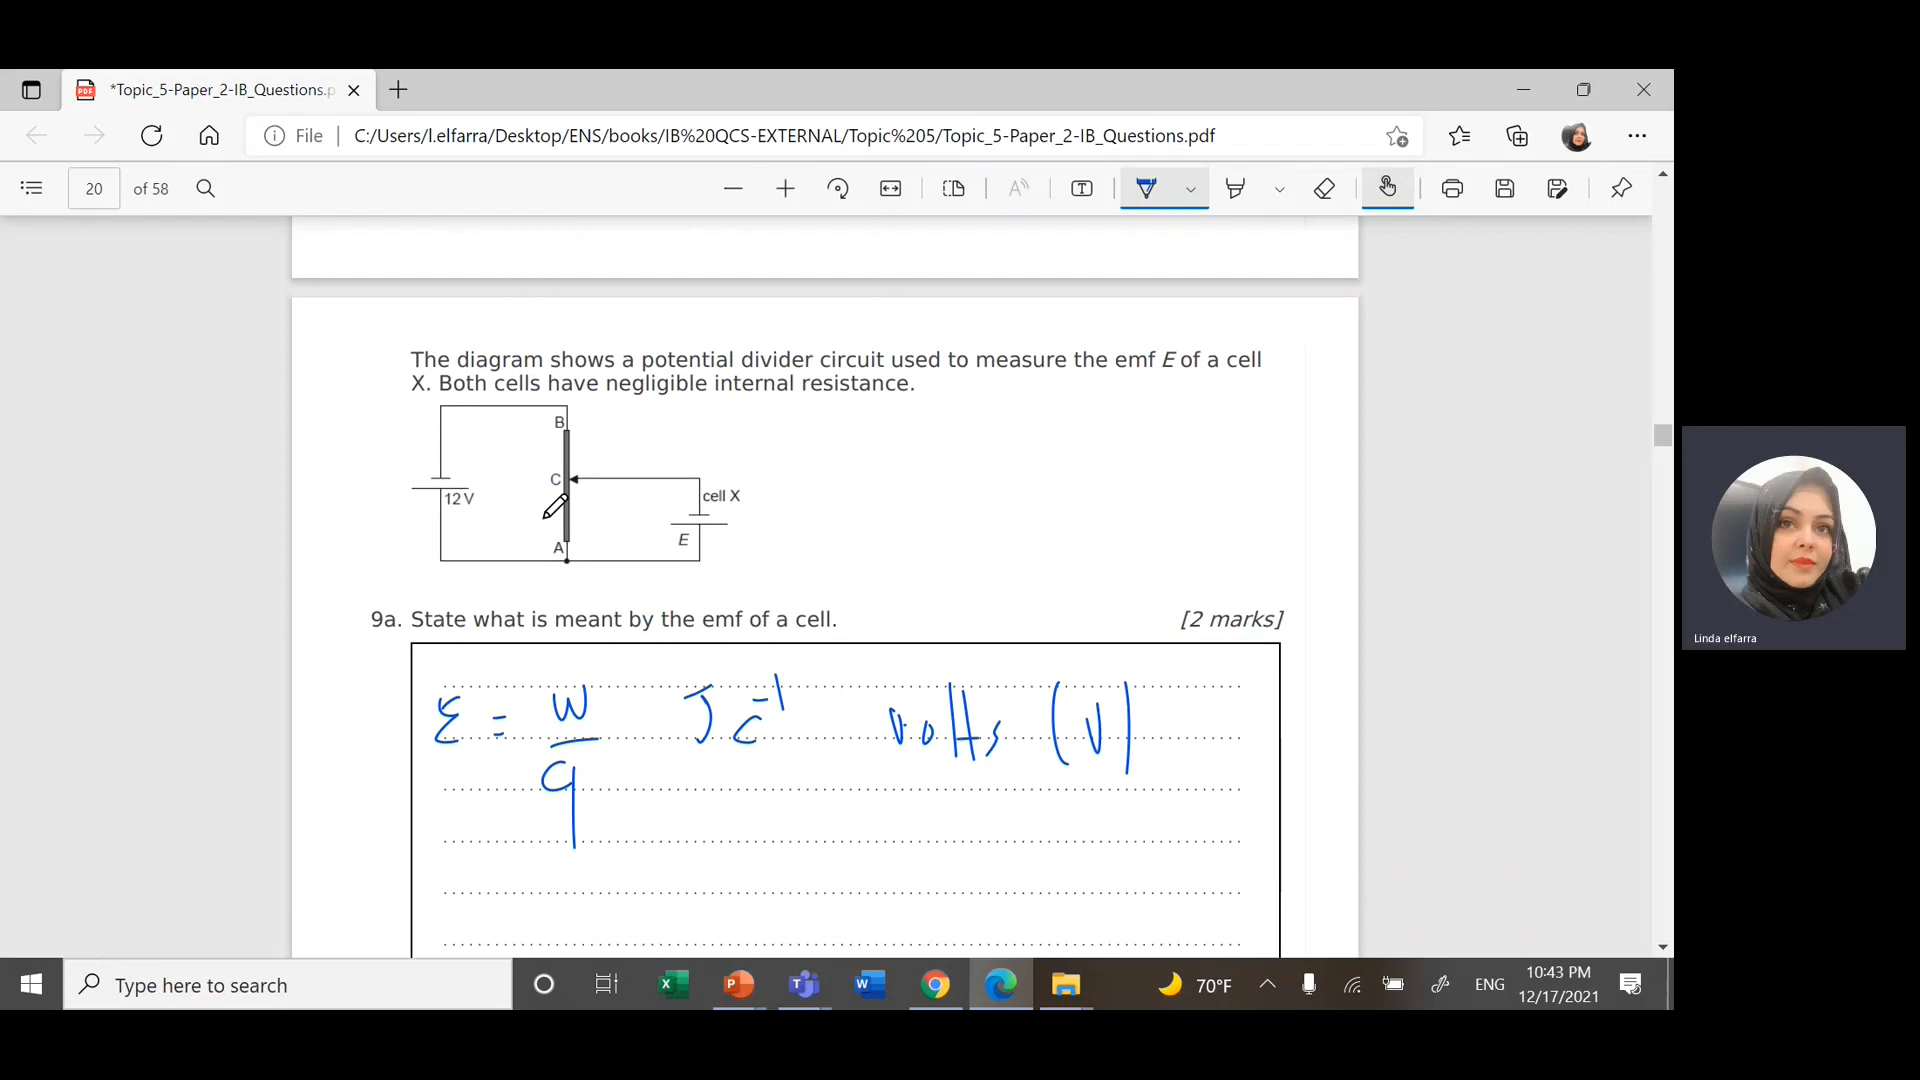 *Topic_5-Paper_2-IB_Questions.p
File C:/Users/l.elfarra/Desktop/ENS/books/IB%20QCS-EXTERNAL/Topic%205/Topic_5-Paper_2-IB_Questions.pdf
20 of 58
The diagram shows a potential divider circuit used to measure the emf E of a cell
X. Both cells have negligible internal resistance.
B
C
12 V
cell X
E
A
9a. State what is meant by the emf of a cell. [2 marks]
ε = W/q J C⁻¹ volts (V)
Linda elfarra
Type here to search
70°F
ENG
10:43 PM
12/17/2021